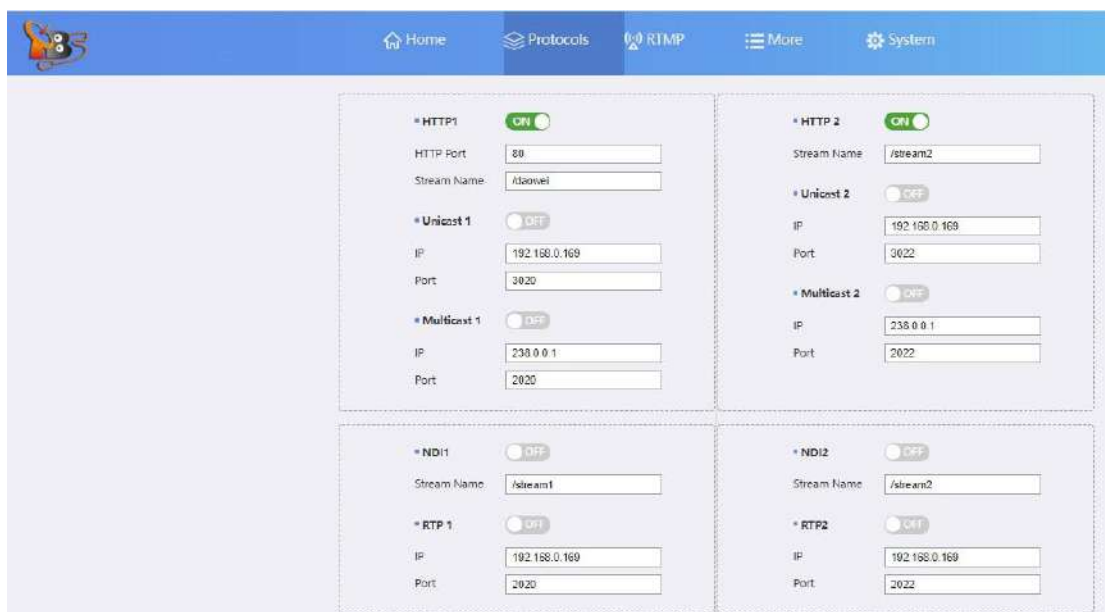 Home Protocols RTMP More System
HTTP1 ON
HTTP Port 80
Stream Name /daowei
Unicast 1 OFF
IP 192.168.0.169
Port 3020
Multicast 1 OFF
IP 238.0.0.1
Port 2020
HTTP 2 ON
Stream Name /stream2
Unicast 2 OFF
IP 192.168.0.169
Port 3022
Multicast 2 OFF
IP 238.0.0.1
Port 2022
NDI1 OFF
Stream Name /stream1
RTP 1 OFF
IP 192.168.0.169
Port 2020
NDI2 OFF
Stream Name /stream2
RTP2 OFF
IP 192.168.0.169
Port 2022